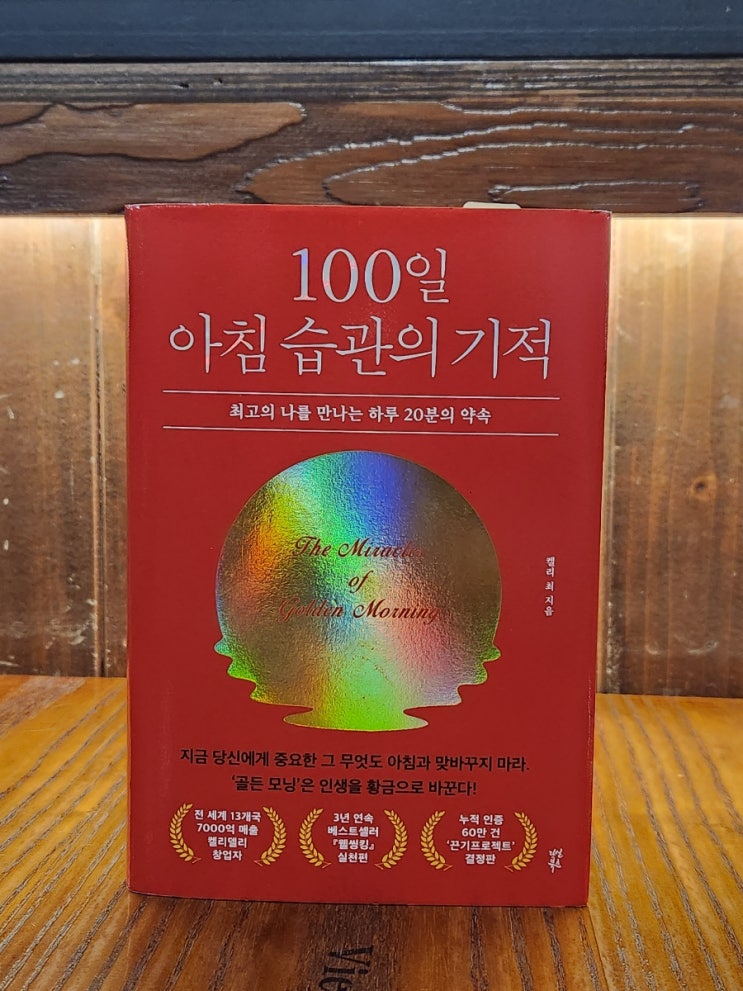 100일
아침 습관의 기적
최고의 나를 만나는 하루 20분의 약속
The Miracles
of
Golden Morning
켈리 최 지음
지금 당신에게 중요한 그 무엇도 아침과 맞바꾸지 마라.
‘골든 모닝’은 인생을 황금으로 바꾼다!
전 세계 13개국
7000억 매출
켈리델리
창업자
3년 연속
베스트셀러
『웰씽킹』
실천편
누적 인증
60만 건
‘끈기프로젝트’
결정판
다산
북스